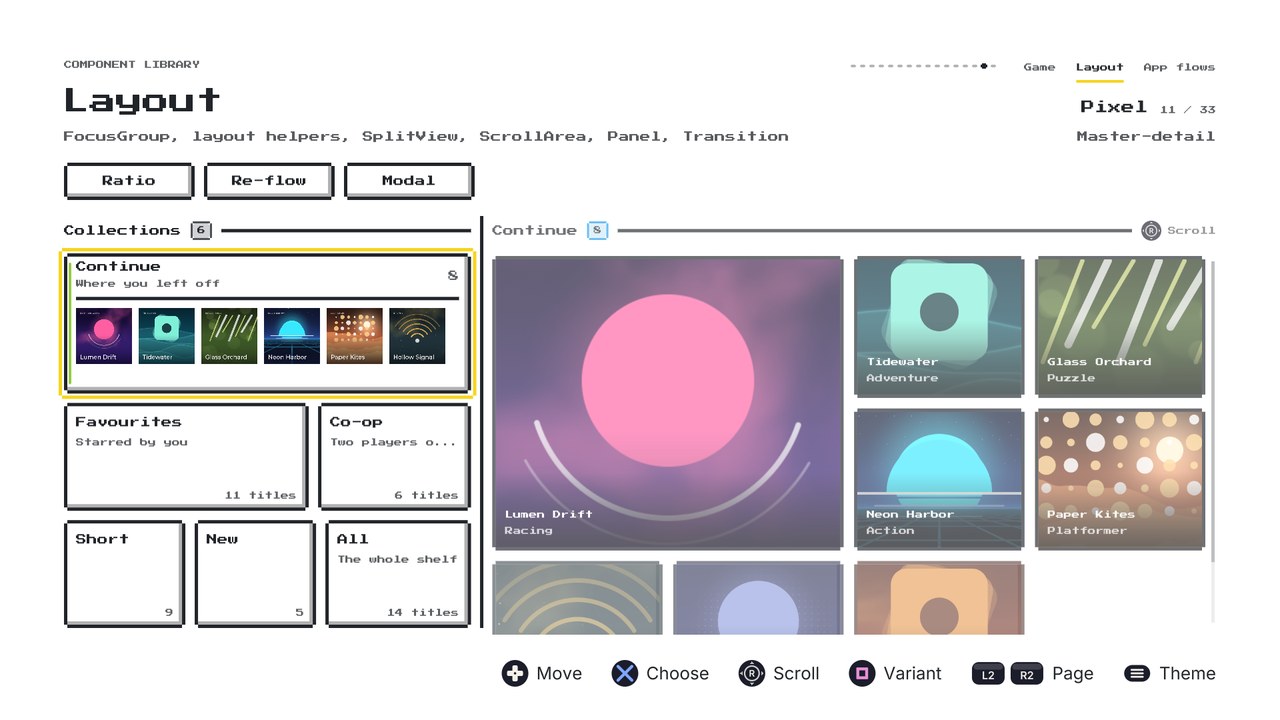 COMPONENT LIBRARY
Layout
FocusGroup, layout helpers, SplitView, ScrollArea, Panel, Transition
Game Layout App flows
Pixel 11 / 33
Master-detail
Ratio Re-flow Modal
Collections 6
Continue
Where you left off
8
Lumen Drift Tidewater Glass Orchard Neon Harbor Paper Kites Hollow Signal
Favourites
Starred by you
11 titles
Co-op
Two players o...
6 titles
Short
9
New
5
All
The whole shelf
14 titles
Continue 8
R Scroll
Lumen Drift
Racing
Tidewater
Adventure
Glass Orchard
Puzzle
Neon Harbor
Action
Paper Kites
Platformer
Move Choose R Scroll Variant L2 R2 Page Theme